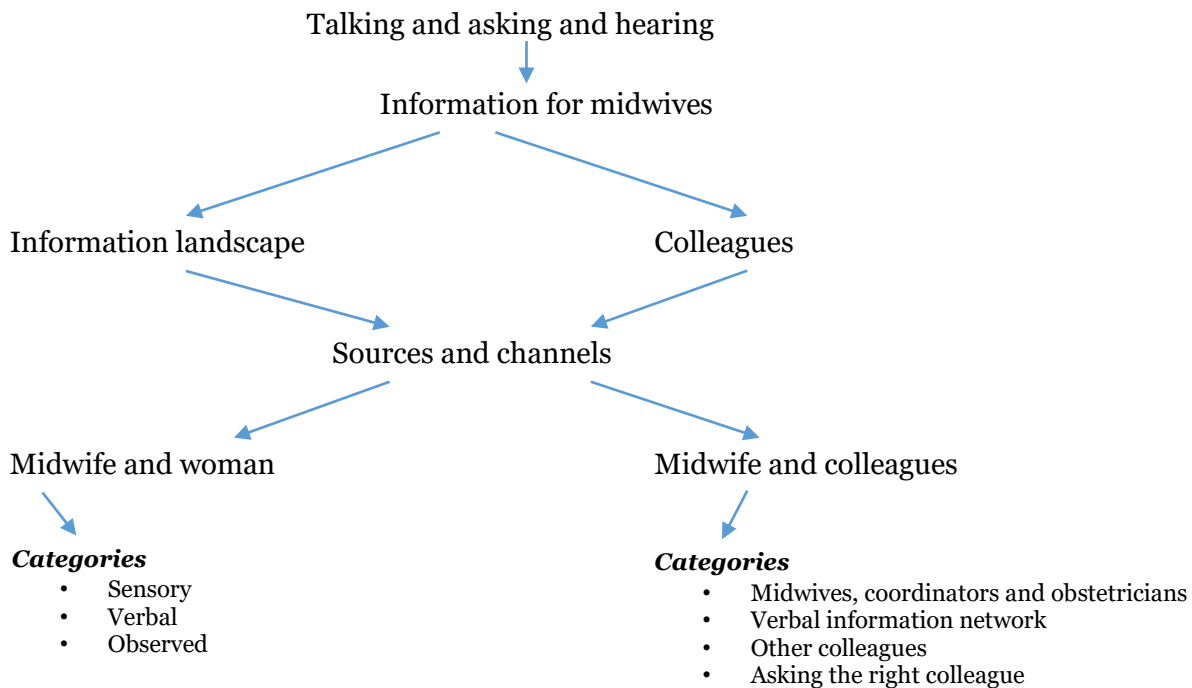 Talking and asking and hearing
Information for midwives
Information landscape
Colleagues
Sources and channels
Midwife and woman
Midwife and colleagues
Categories
• Sensory
• Verbal
• Observed
Categories
• Midwives, coordinators and obstetricians
• Verbal information network
• Other colleagues
• Asking the right colleague